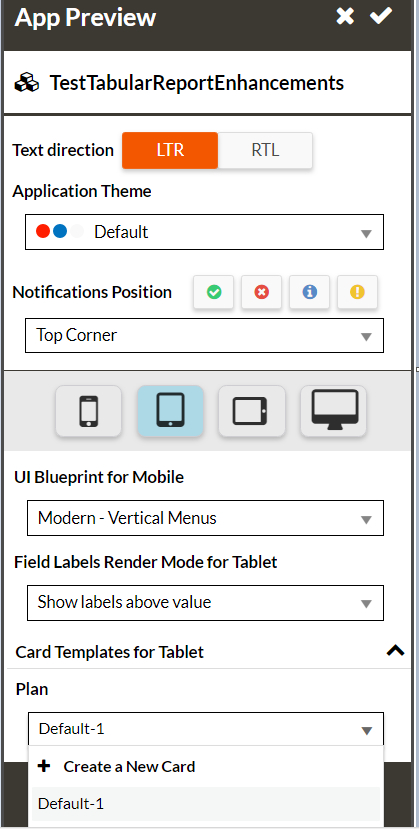 App Preview
TestTabularReportEnhancements
Text direction LTR RTL
Application Theme
Default
Notifications Position
Top Corner
UI Blueprint for Mobile
Modern - Vertical Menus
Field Labels Render Mode for Tablet
Show labels above value
Card Templates for Tablet
Plan
Default-1
Create a New Card
Default-1